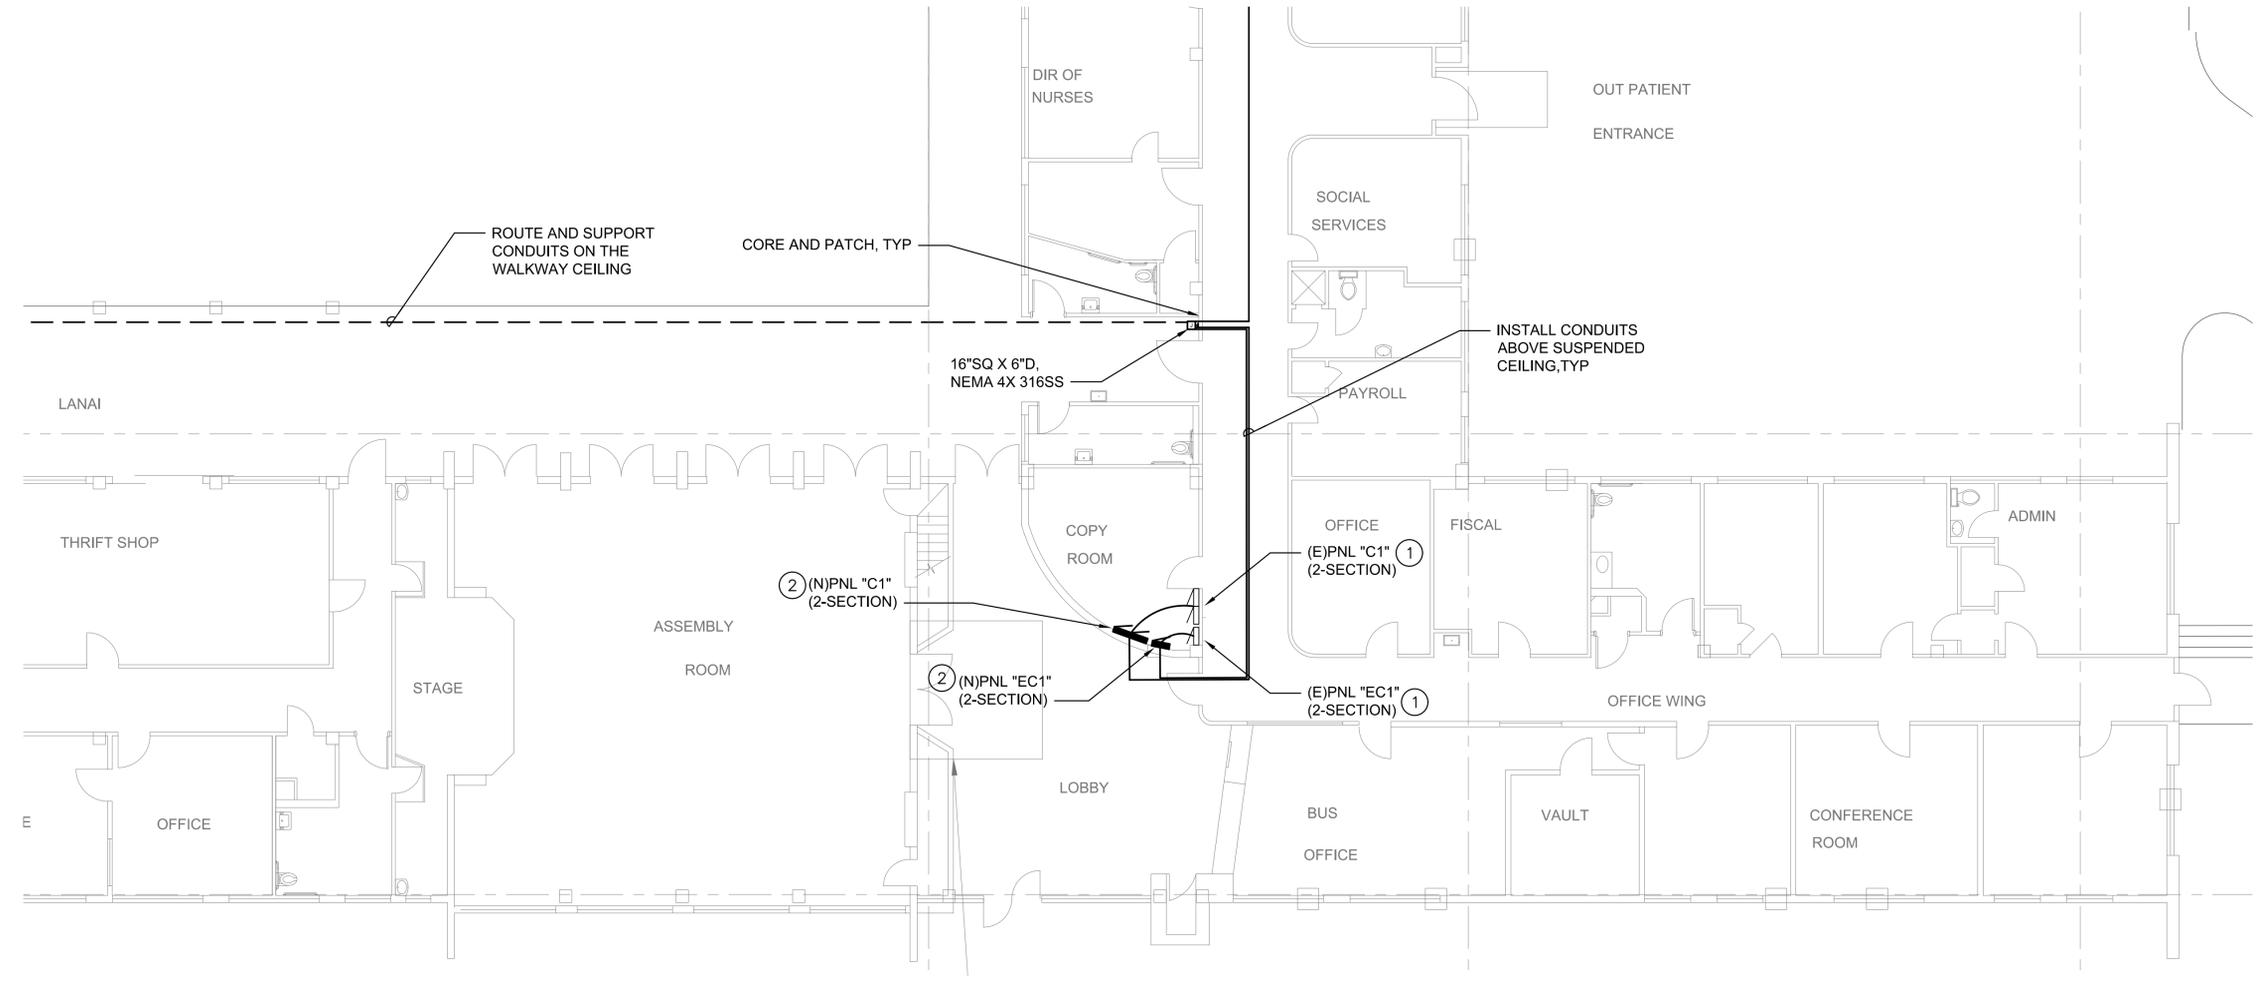 DIR OF
NURSES
OUT PATIENT
ENTRANCE
SOCIAL
SERVICES
ROUTE AND SUPPORT
CONDUITS ON THE
WALKWAY CEILING
CORE AND PATCH, TYP
16"SQ X 6"D,
NEMA 4X 316SS
INSTALL CONDUITS
ABOVE SUSPENDED
CEILING,TYP
PAYROLL
LANAI
THRIFT SHOP
COPY
ROOM
OFFICE
FISCAL
ADMIN
(E)PNL "C1" 1
(2-SECTION)
2 (N)PNL "C1"
(2-SECTION)
ASSEMBLY
ROOM
STAGE
2 (N)PNL "EC1"
(2-SECTION)
(E)PNL "EC1" 1
(2-SECTION)
OFFICE WING
LOBBY
E
OFFICE
BUS
OFFICE
VAULT
CONFERENCE
ROOM